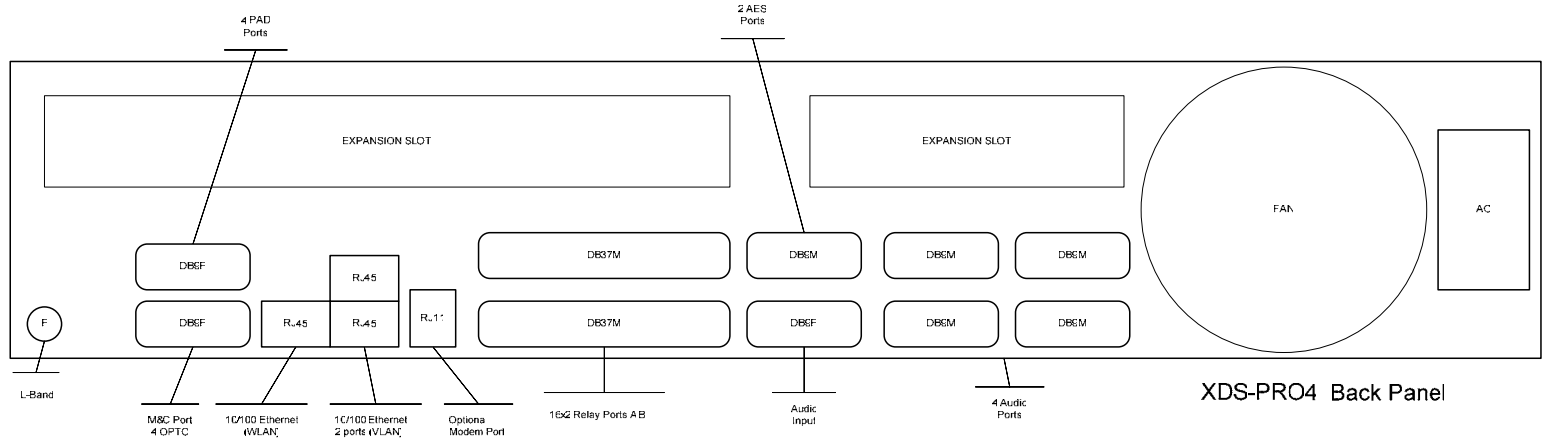 4 PAD
Ports
2 AES
Ports
EXPANSION SLOT
EXPANSION SLOT
FAN
AC
DB9F
DB37M
DB9M
DB9M
DB9M
RJ45
F
DB9F
RJ45
RJ45
RJ11
DB37M
DB9F
DB9M
DB9M
L-Band
M&C Port
4 OPTO
10/100 Ethernet
(WLAN)
10/100 Ethernet
2 ports (VLAN)
Optiona
Modem Port
16x2 Relay Ports A B
Audio
Input
4 Audio
Ports
XDS-PRO4 Back Panel